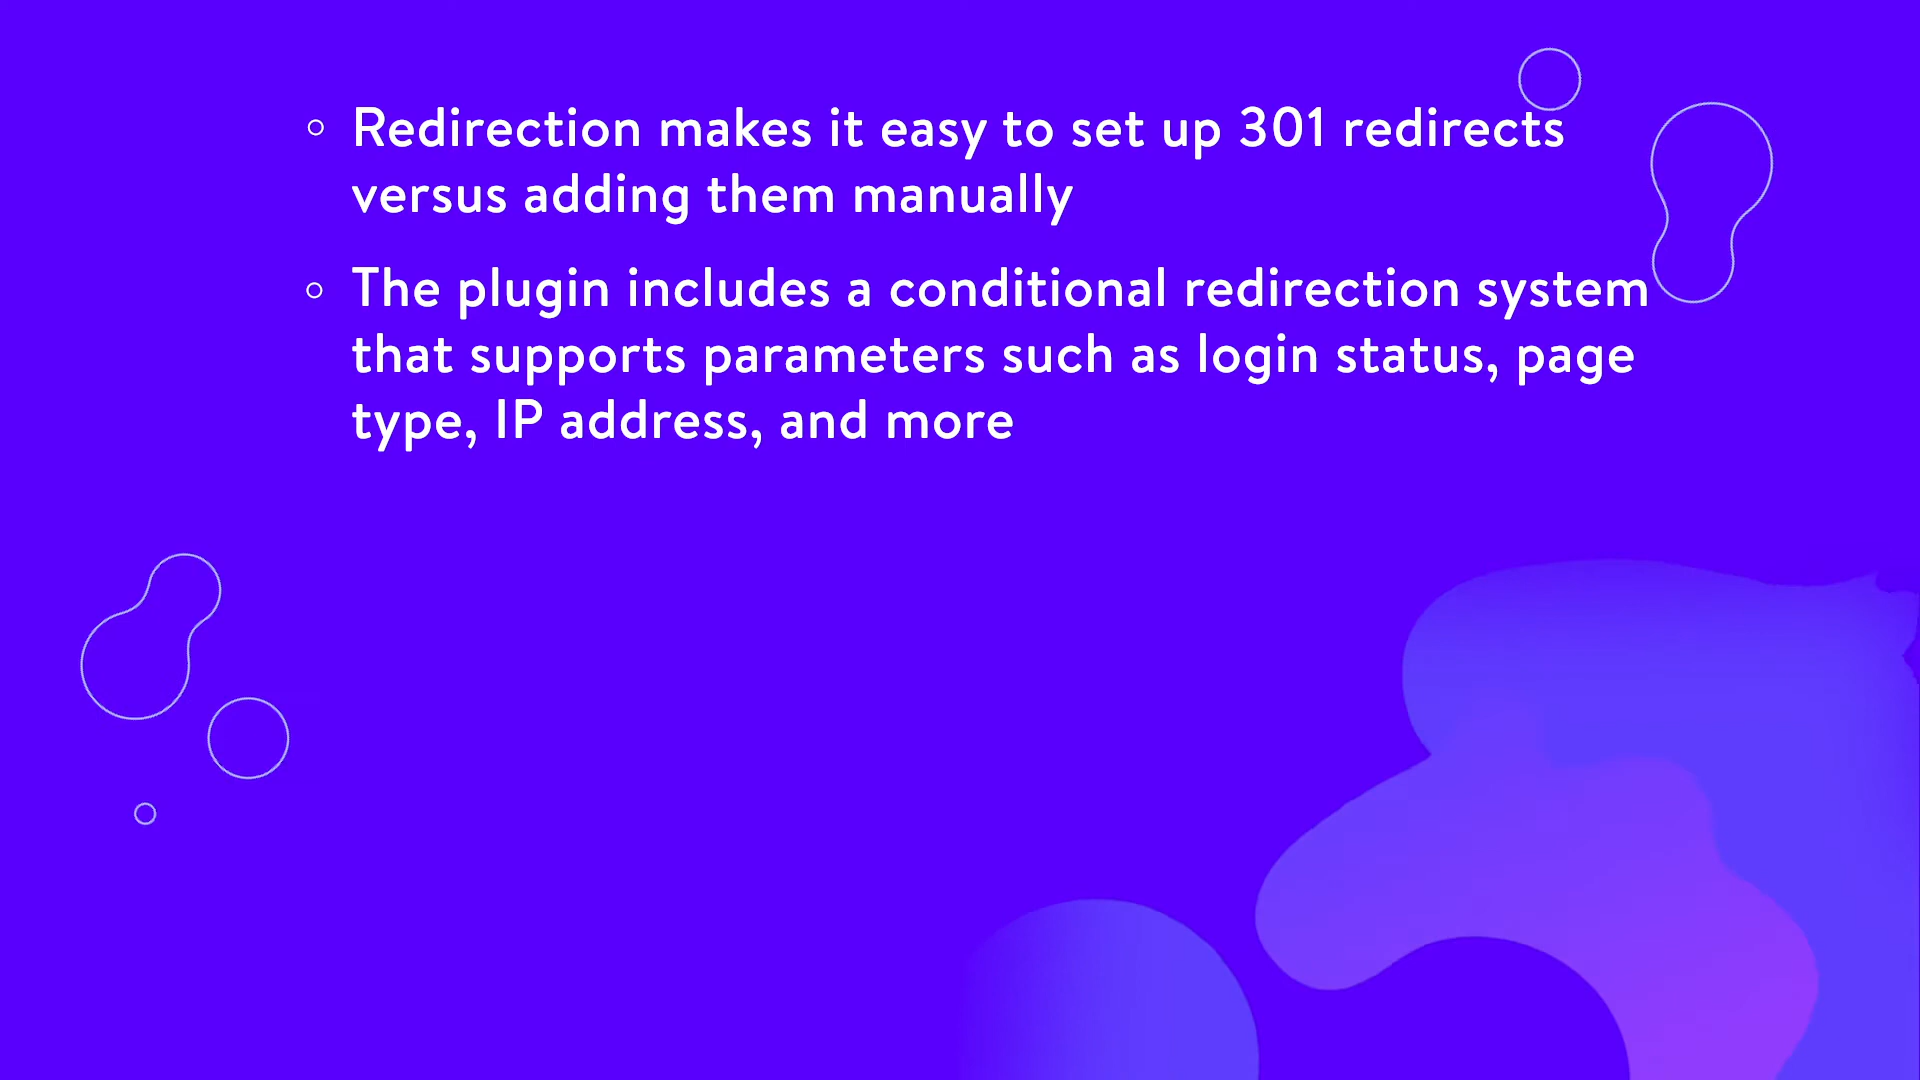 Redirection makes it easy to set up 301 redirects
versus adding them manually
The plugin includes a conditional redirection system
that supports parameters such as login status, page
type, IP address, and more